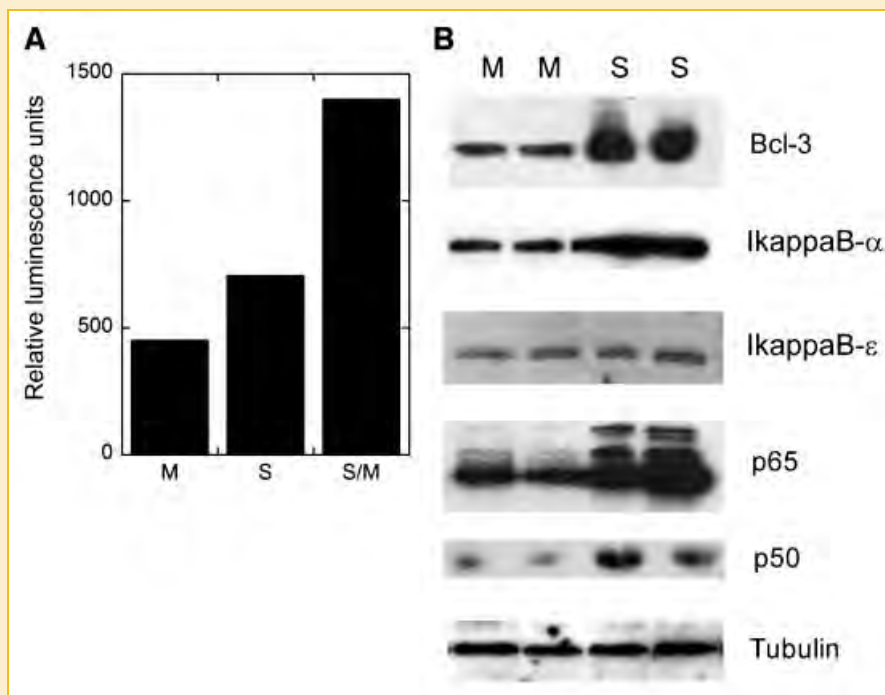 A
Relative luminescence units
1500
1000
500
0
M S S/M
B
M M S S
Bcl-3
IkappaB-α
IkappaB-ε
p65
p50
Tubulin